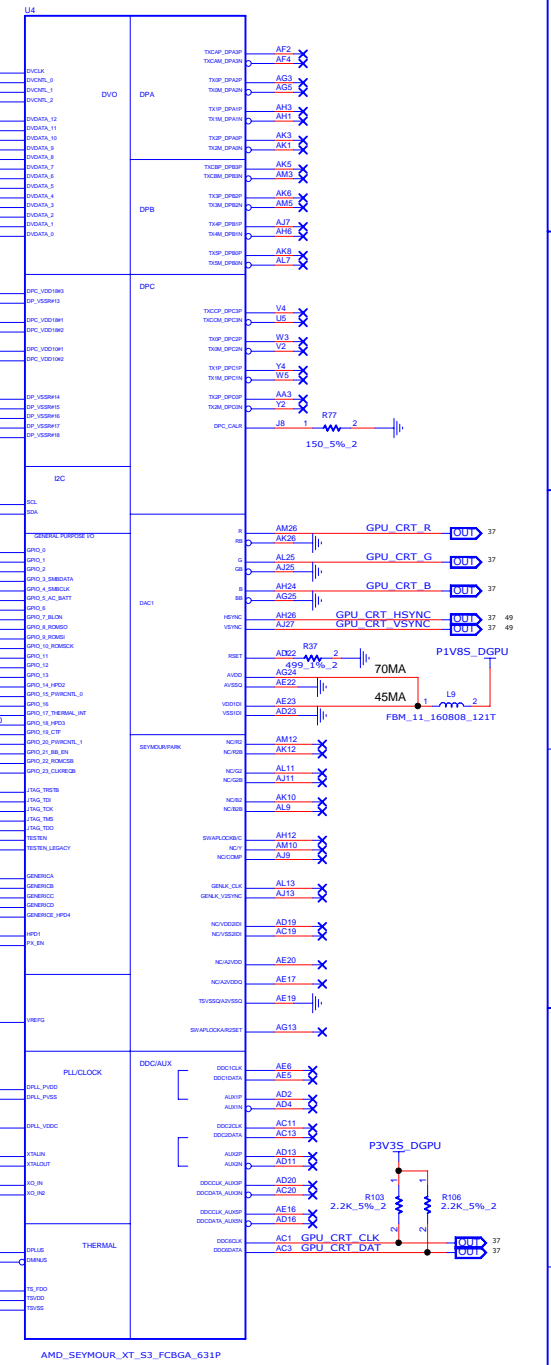 U4
DVO
DPA
DVCLK
DVCNTL_0
DVCNTL_1
DVCNTL_2
DVDATA_12
DVDATA_11
DVDATA_10
DVDATA_9
DVDATA_8
DVDATA_7
DVDATA_6
DVDATA_5
DVDATA_4
DVDATA_3
DVDATA_2
DVDATA_1
DVDATA_0
TXCAP_DPA3P AF2
TXCAM_DPA3N AF4
TX0P_DPA2P AG3
TX0M_DPA2N AG5
TX1P_DPA1P AH3
TX1M_DPA1N AH1
TX2P_DPA0P AK3
TX2M_DPA0N AK1
DPB
TXCBP_DPB3P AK5
TXCBM_DPB3N AM3
TX3P_DPB2P AK6
TX3M_DPB2N AM5
TX4P_DPB1P AJ7
TX4M_DPB1N AH6
TX5P_DPB0P AK8
TX5M_DPB0N AL7
DPC
DPC_VDD18#3
DP_VSSR#13
DPC_VDD18#1
DPC_VDD18#2
DPC_VDD10#1
DPC_VDD10#2
DP_VSSR#14
DP_VSSR#15
DP_VSSR#16
DP_VSSR#17
DP_VSSR#18
TXCCP_DPC3P V4
TXCCM_DPC3N U5
TX0P_DPC2P W3
TX0M_DPC2N V2
TX1P_DPC1P Y4
TX1M_DPC1N W5
TX2P_DPC0P AA3
TX2M_DPC0N Y2
DPC_CALR J8 1 R77 2
150_5%_2
I2C
SCL
SDA
GENERAL PURPOSE I/O
GPIO_0
GPIO_1
GPIO_2
GPIO_3_SMBDATA
GPIO_4_SMBCLK
GPIO_5_AC_BATT
GPIO_6
GPIO_7_BLON
GPIO_8_ROMSO
GPIO_9_ROMSI
GPIO_10_ROMSCK
GPIO_11
GPIO_12
GPIO_13
GPIO_14_HPD2
GPIO_15_PWRCNTL_0
GPIO_16
GPIO_17_THERMAL_INT
GPIO_18_HPD3
GPIO_19_CTF
GPIO_20_PWRCNTL_1
GPIO_21_BB_EN
GPIO_22_ROMCSB
GPIO_23_CLKREQB
JTAG_TRSTB
JTAG_TDI
JTAG_TCK
JTAG_TMS
JTAG_TDO
TESTEN
TESTEN_LEGACY
GENERICA
GENERICB
GENERICC
GENERICD
GENERICE_HPD4
HPD1
PX_EN
DAC1
R AM26 GPU_CRT_R OUT 37
RB AK26
G AL25 GPU_CRT_G OUT 37
GB AJ25
B AH24 GPU_CRT_B OUT 37
BB AG25
HSYNC AH26 GPU_CRT_HSYNC OUT 37 49
VSYNC AJ27 GPU_CRT_VSYNC OUT 37 49
RSET AD22 1 R37 2
499_1%_2
P1V8S_DGPU
AVDD AG24 70MA
AVSSQ AE22
VDD1DI AE23 45MA 1 L9 2
VSS1DI AD23
FBM_11_160808_121T
SEYMOUR/PARK
NC/R2 AM12
NC/R2B AK12
NC/G2 AL11
NC/G2B AJ11
NC/B2 AK10
NC/B2B AL9
SWAPLOCKB/C AH12
NC/Y AM10
NC/COMP AJ9
GENLK_CLK AL13
GENLK_VSYNC AJ13
NC/VDD2DI AD19
NC/VSS2DI AC19
NC/A2VDD AE20
NC/A2VDDQ AE17
TSVSSQ/A2VSSQ AE19
SWAPLOCKA/R2SET AG13
VREFG
PLL/CLOCK
DPLL_PVDD
DPLL_PVSS
DPLL_VDDC
XTALIN
XTALOUT
XO_IN
XO_IN2
DDC/AUX
DDC1CLK AE6
DDC1DATA AE5
AUX1P AD2
AUX1N AD4
DDC2CLK AC11
DDC2DATA AC13
AUX2P AD13
AUX2N AD11
DDCCLK_AUX3P AD20
DDCDATA_AUX3N AC20
DDCCLK_AUX5P AE16
DDCDATA_AUX5N AD16
P3V3S_DGPU
1 1
R103 R106
2.2K_5%_2 2.2K_5%_2
2 2
DDC6CLK AC1 GPU_CRT_CLK OUT 37
DDC6DATA AC3 GPU_CRT_DAT OUT 37
THERMAL
DPLUS
DMINUS
TS_FDO
TSVDD
TSVSS
AMD_SEYMOUR_XT_S3_FCBGA_631P